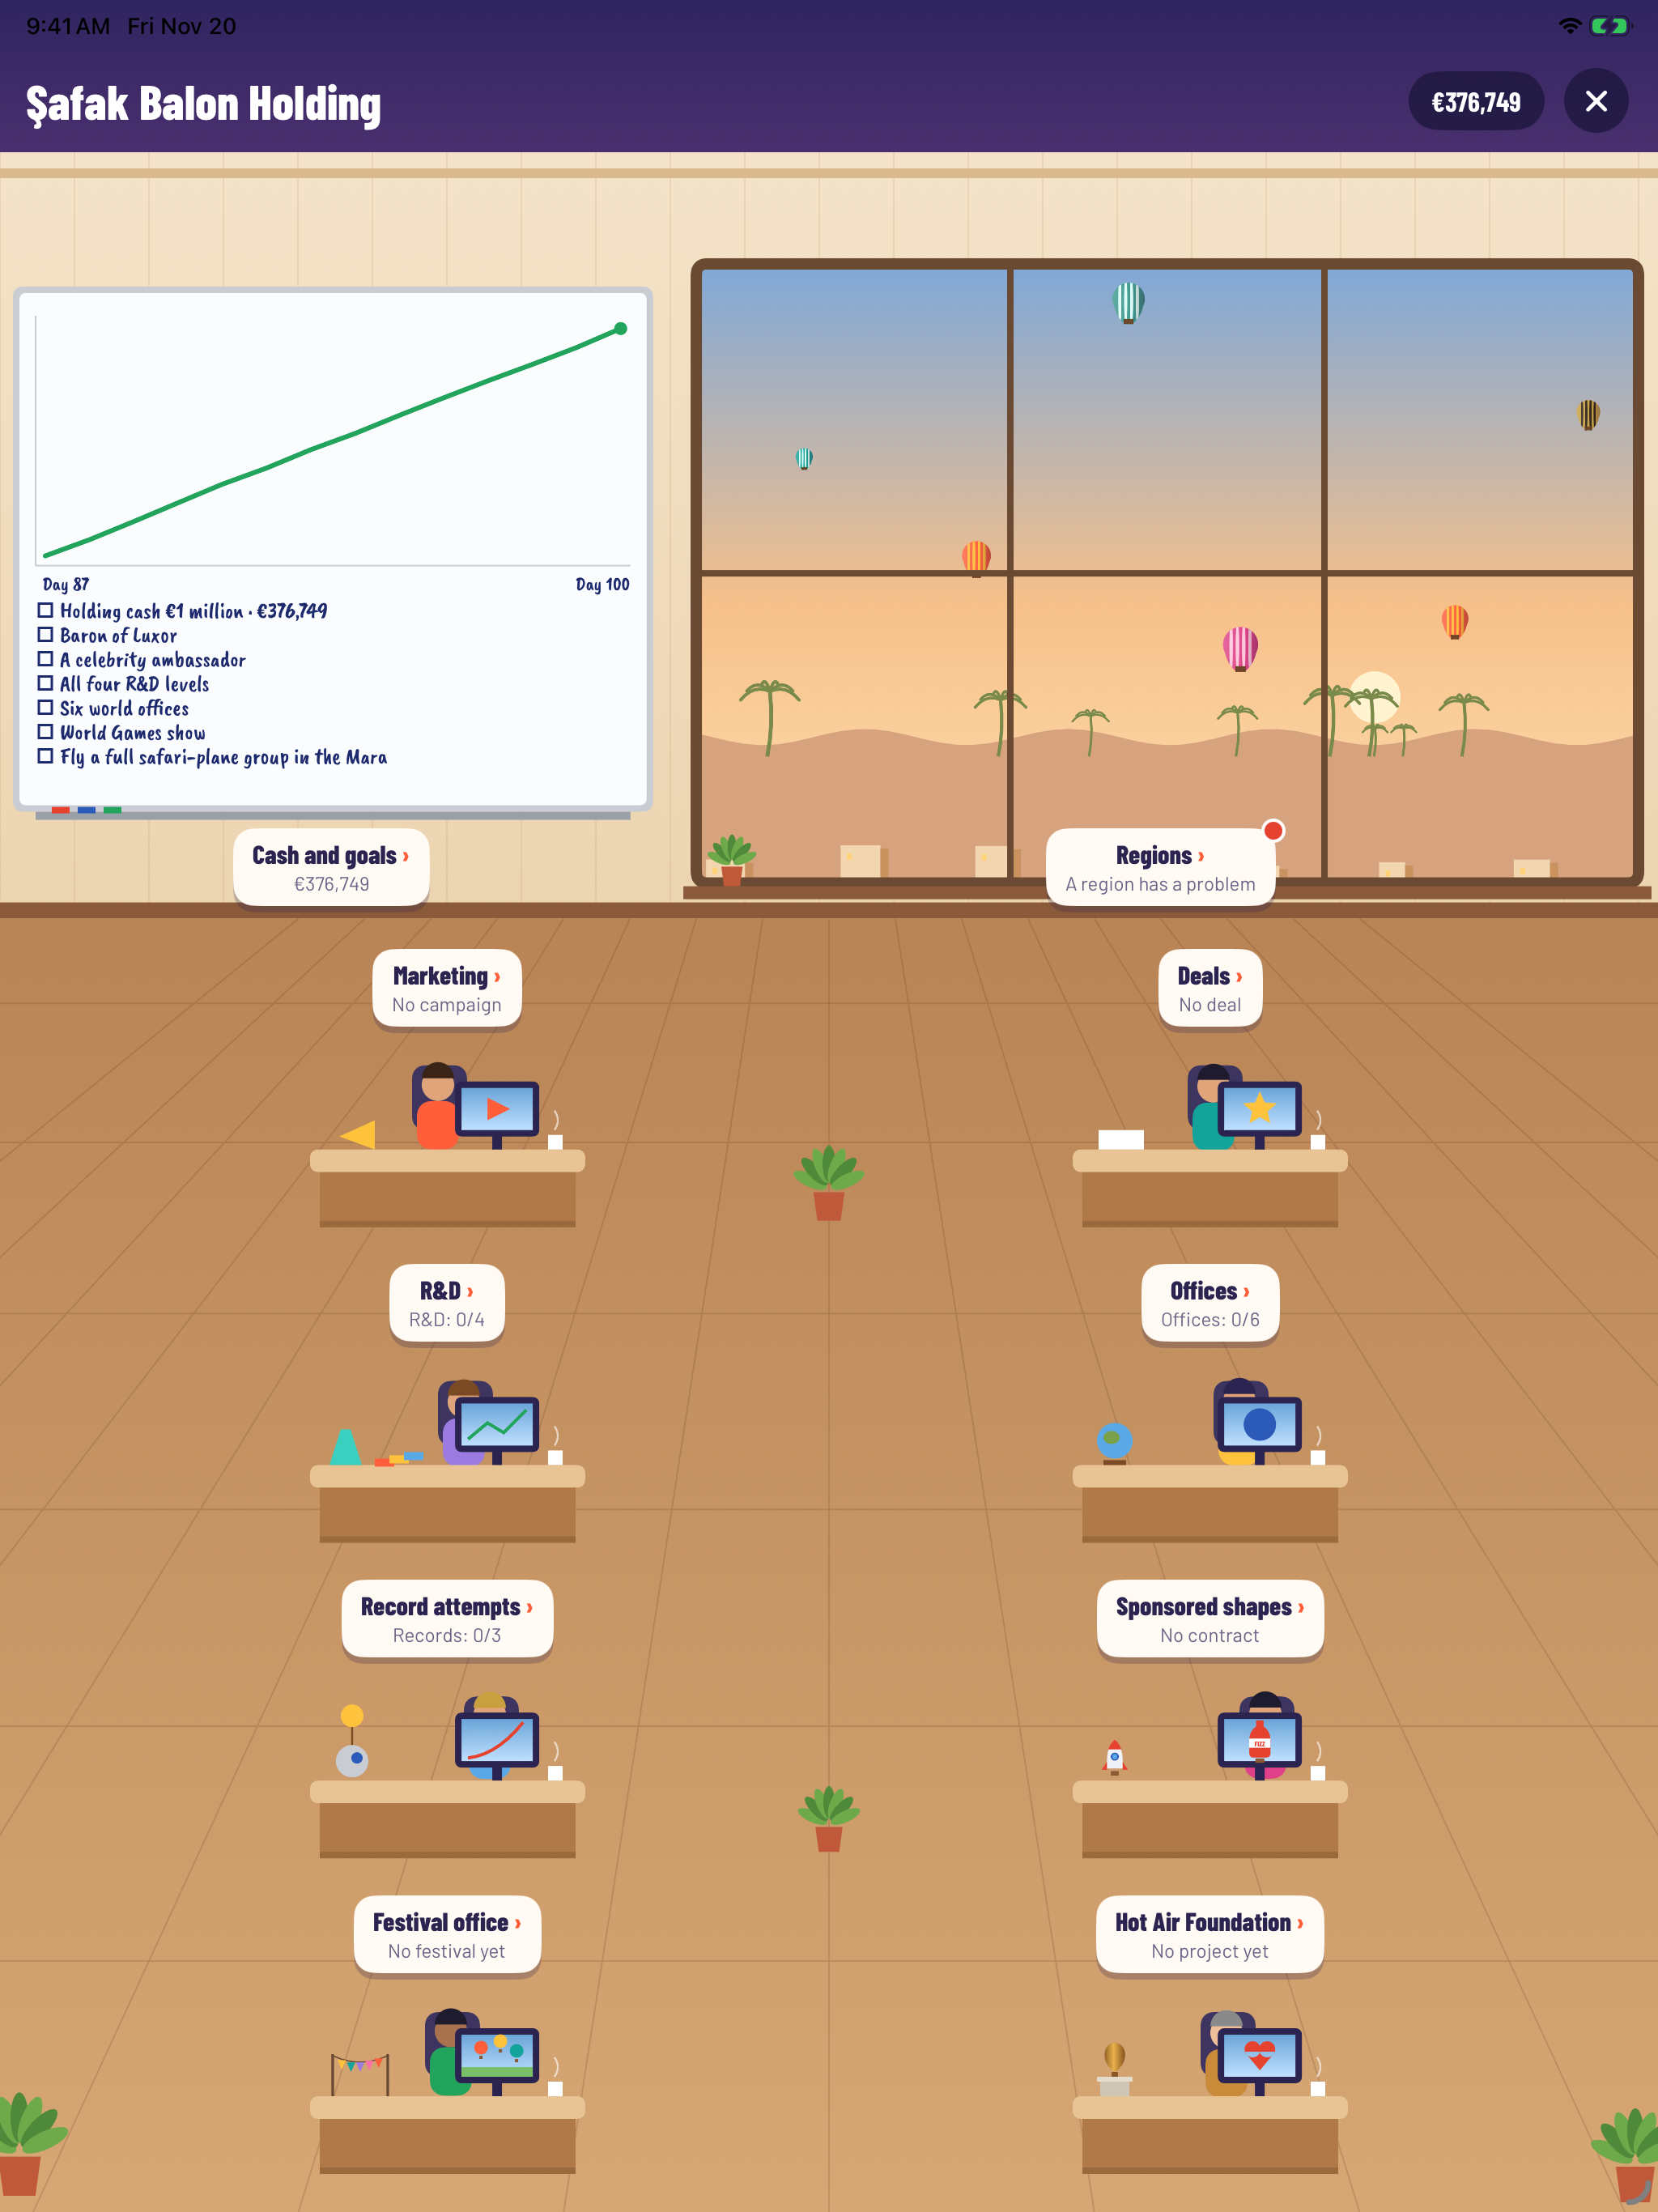 9:41 AM Fri Nov 20
Şafak Balon Holding
€376,749
Day 87
Day 100
Holding cash €1 million · €376,749
Baron of Luxor
A celebrity ambassador
All four R&D levels
Six world offices
World Games show
Fly a full safari-plane group in the Mara
Cash and goals ›
€376,749
Regions ›
A region has a problem
Marketing ›
No campaign
Deals ›
No deal
R&D ›
R&D: 0/4
Offices ›
Offices: 0/6
Record attempts ›
Records: 0/3
Sponsored shapes ›
No contract
FIZZ
Festival office ›
No festival yet
Hot Air Foundation ›
No project yet